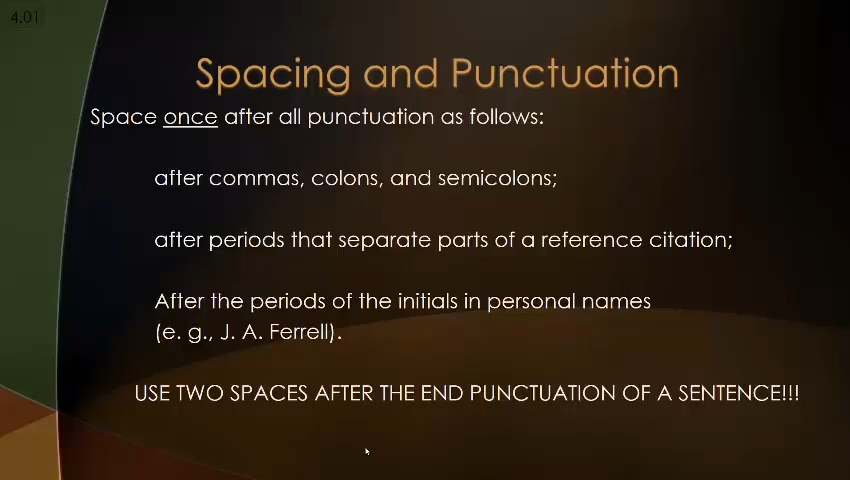 4.01
Spacing and Punctuation
Space once after all punctuation as follows:
after commas, colons, and semicolons;
after periods that separate parts of a reference citation;
After the periods of the initials in personal names
(e. g., J. A. Ferrell).
USE TWO SPACES AFTER THE END PUNCTUATION OF A SENTENCE!!!